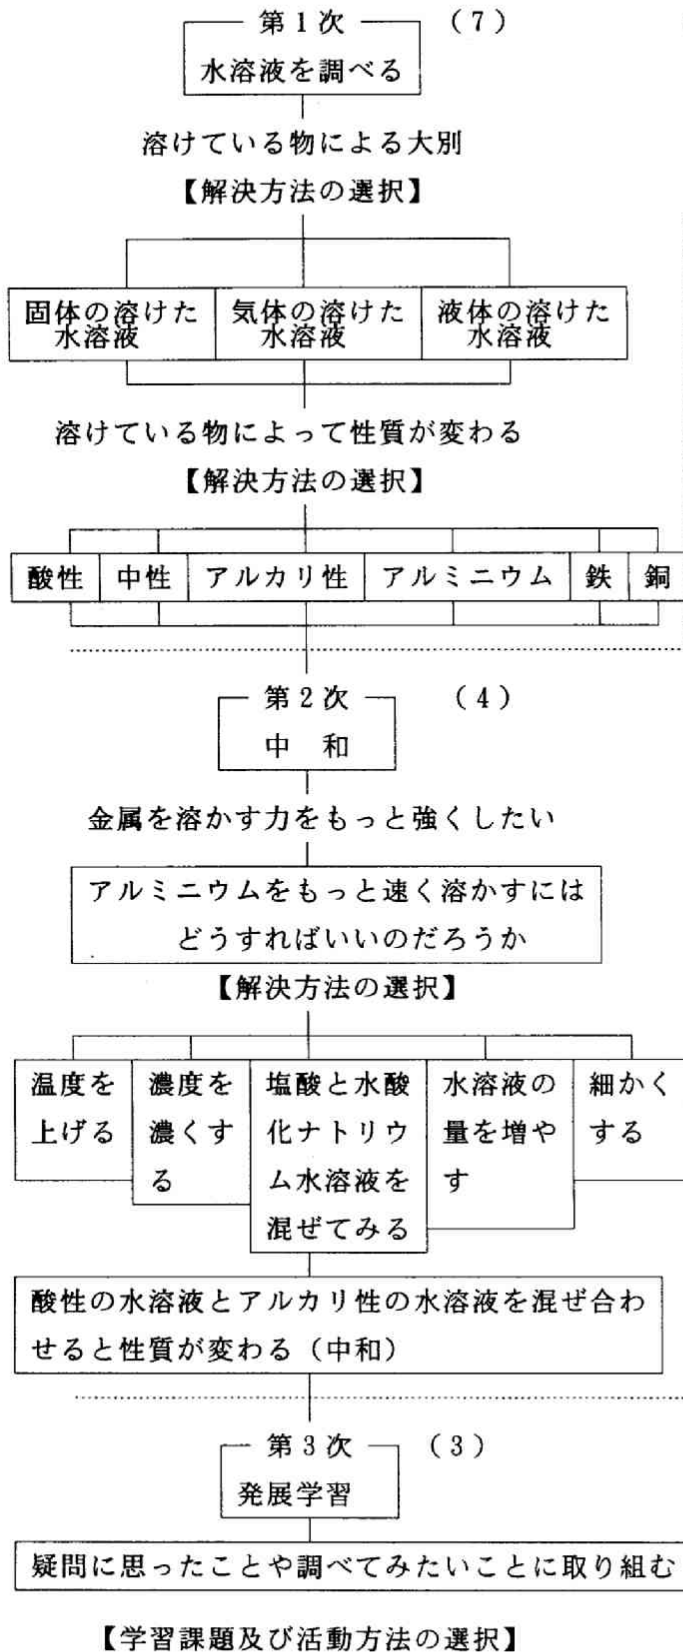 第1次 (7)
水溶液を調べる
溶けている物による大別
【解決方法の選択】
固体の溶けた
水溶液
気体の溶けた
水溶液
液体の溶けた
水溶液
溶けている物によって性質が変わる
【解決方法の選択】
酸性 中性 アルカリ性 アルミニウム 鉄 銅
第2次 (4)
中 和
金属を溶かす力をもっと強くしたい
アルミニウムをもっと速く溶かすには
どうすればいいのだろうか
【解決方法の選択】
温度を
上げる
濃度を
濃くす
る
塩酸と水酸
化ナトリウ
ム水溶液を
混ぜてみる
水溶液の
量を増や
す
細かく
する
酸性の水溶液とアルカリ性の水溶液を混ぜ合わ
せると性質が変わる(中和)
第3次 (3)
発展学習
疑問に思ったことや調べてみたいことに取り組む
【学習課題及び活動方法の選択】